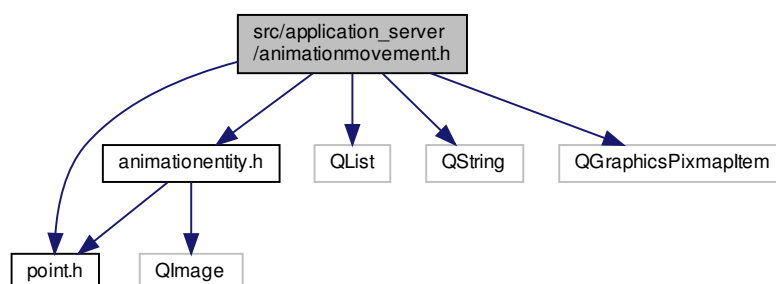 src/application_server
/animationmovement.h
animationentity.h
QList
QString
QGraphicsPixmapItem
point.h
QImage